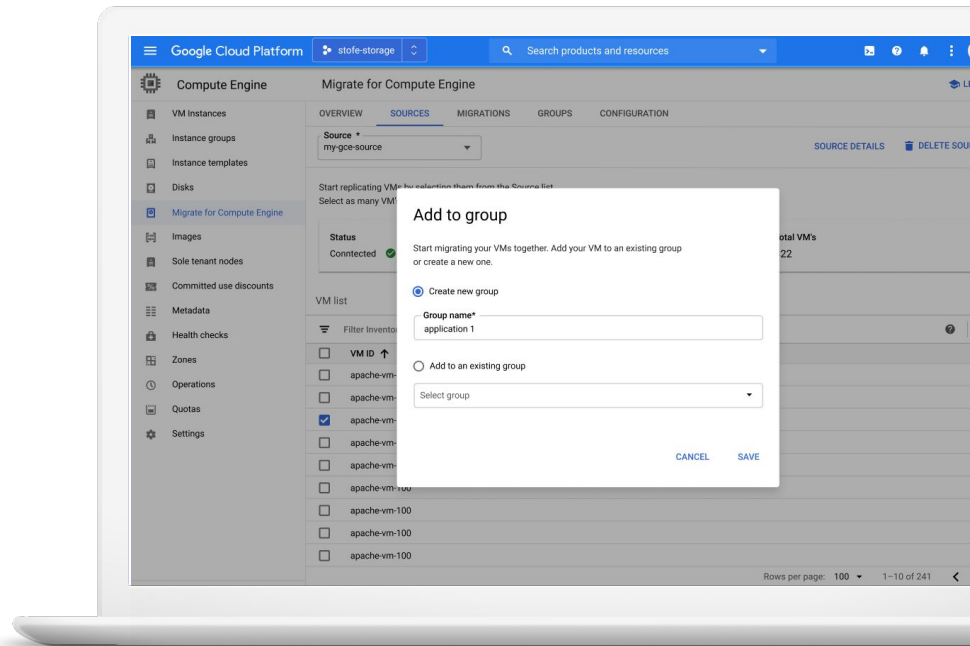 Google Cloud Platform
stofe-storage
Search products and resources
Compute Engine
Migrate for Compute Engine
VM Instances
Instance groups
Instance templates
Disks
Migrate for Compute Engine
Images
Sole tenant nodes
Committed use discounts
Metadata
Health checks
Zones
Operations
Quotas
Settings
OVERVIEW SOURCES MIGRATIONS GROUPS CONFIGURATION
Source *
my-gce-source
SOURCE DETAILS DELETE SOU
Start replicating VMs by selecting them from the Source list
Select as many VM'
Status
Conntected
otal VM's
22
VM list
Filter Invento
VM ID
apache-vm-
apache-vm-
apache-vm-
apache-vm-
apache-vm-
apache-vm-100
apache-vm-100
apache-vm-100
apache-vm-100
Rows per page: 100 1–10 of 241
Add to group
Start migrating your VMs together. Add your VM to an existing group
or create a new one.
Create new group
Group name*
application 1
Add to an existing group
Select group
CANCEL SAVE